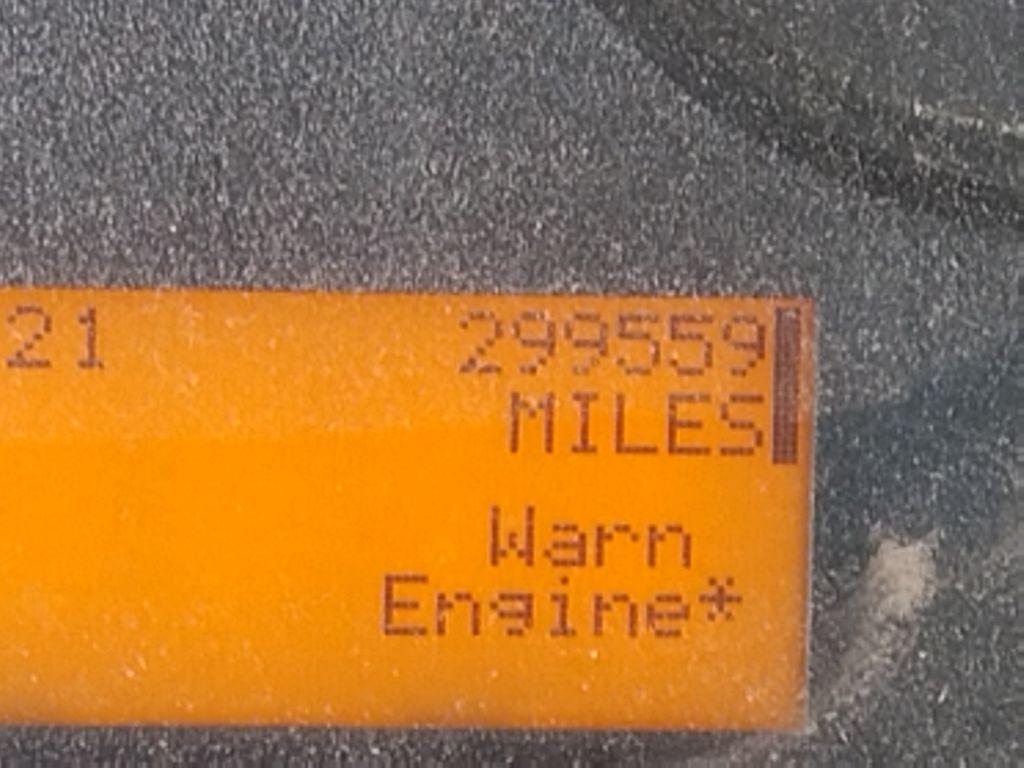 21 299559
MILES
Warn
Engine*